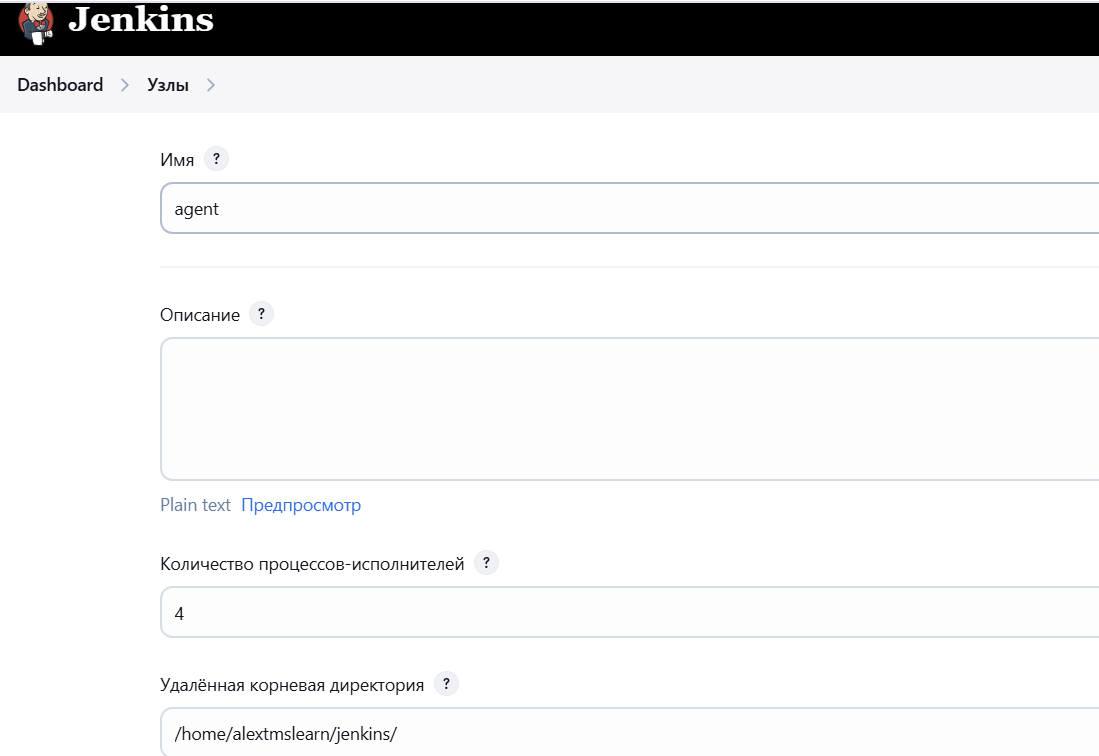 Jenkins
Dashboard > Узлы >
Имя ?
agent
Описание ?
Plain text Предпросмотр
Количество процессов-исполнителей ?
4
Удалённая корневая директория ?
/home/alextmslearn/jenkins/